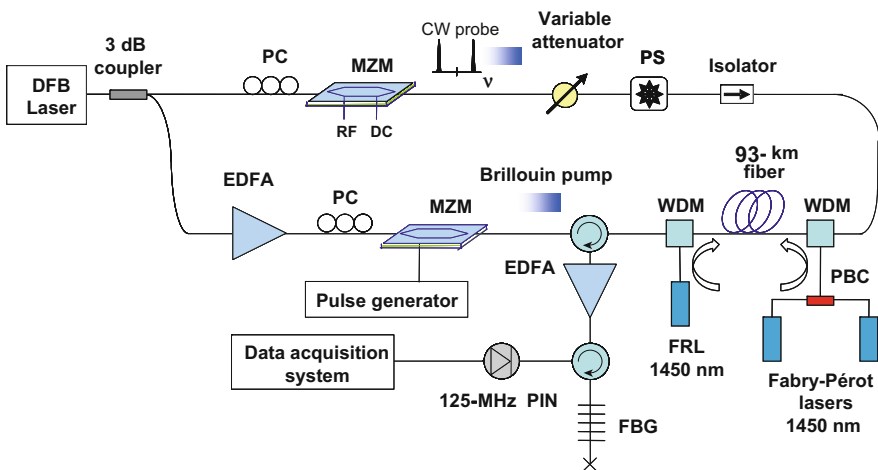 3 dB
coupler
DFB
Laser
PC
MZM
RF
DC
CW probe
ν
Variable
attenuator
PS
Isolator
93- km
fiber
EDFA
PC
MZM
Brillouin pump
WDM
WDM
Pulse generator
EDFA
PBC
FRL
1450 nm
Fabry-Pérot
lasers
1450 nm
Data acquisition
system
125-MHz PIN
FBG